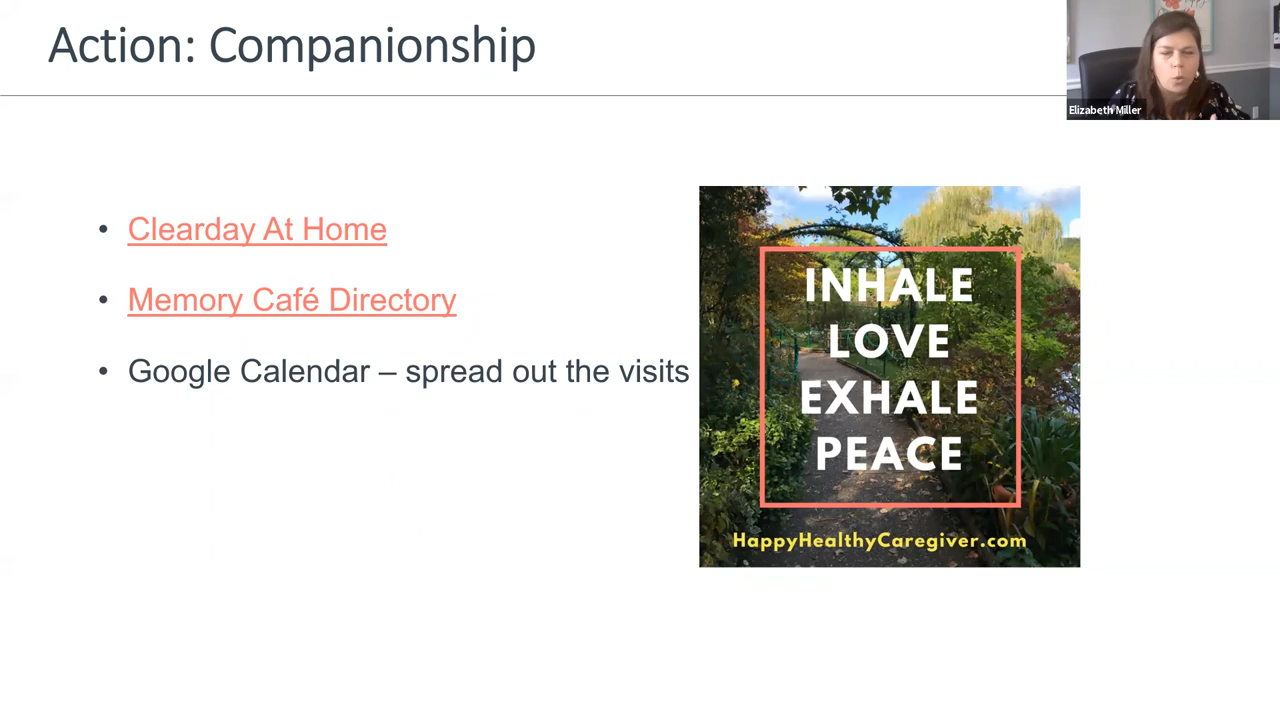 Action: Companionship
Elizabeth Miller
• Clearday At Home
• Memory Café Directory
• Google Calendar – spread out the visits
INHALE
LOVE
EXHALE
PEACE
HappyHealthyCaregiver.com